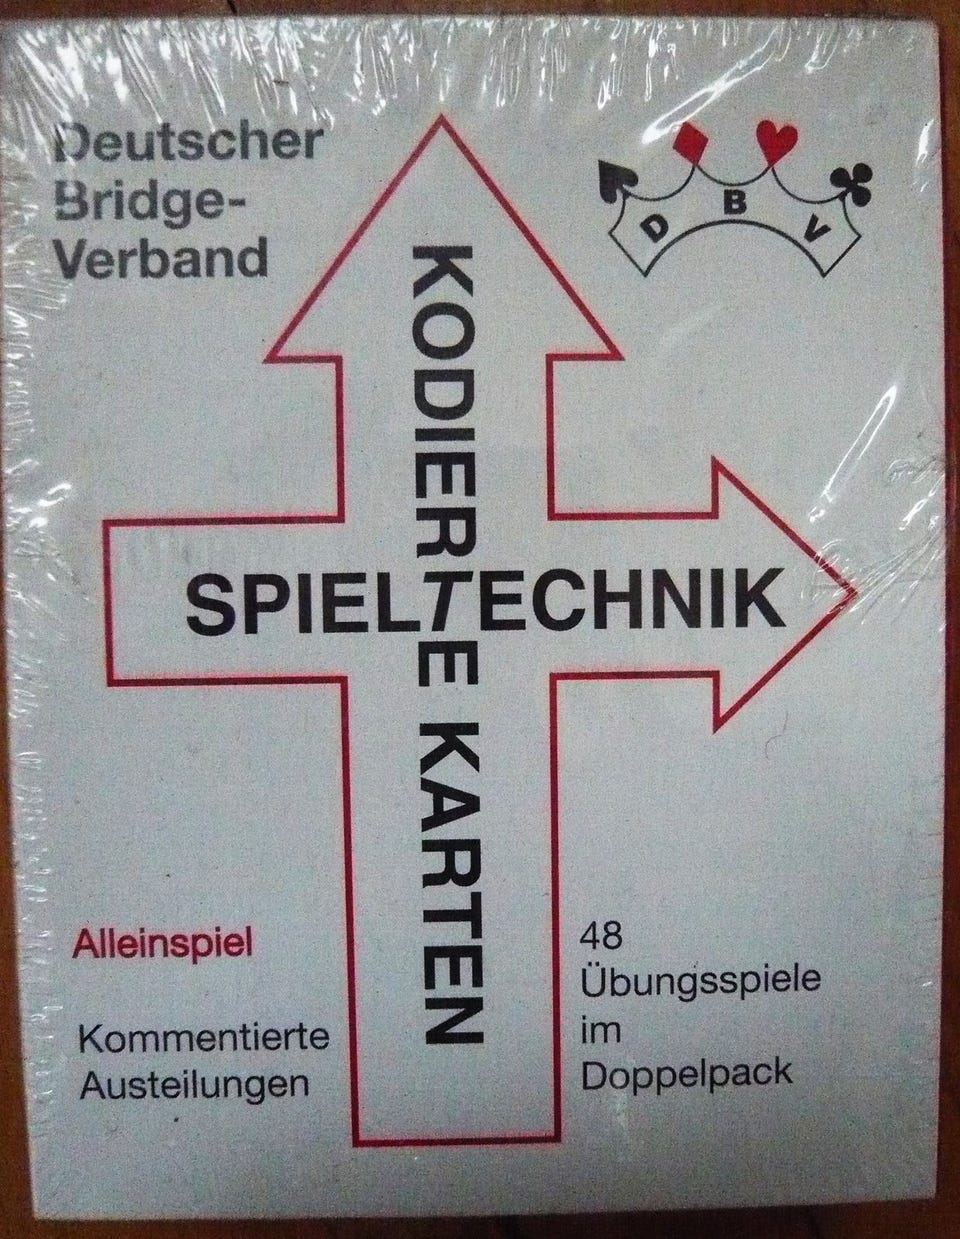 Deutscher
Bridge-
Verband
D B V
KODIERTE KARTEN
SPIELTECHNIK
Alleinspiel
Kommentierte
Austeilungen
48
Übungsspiele
im
Doppelpack